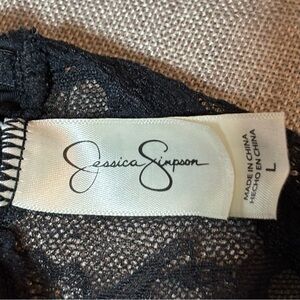 Jessica Simpson
MADE IN CHINA
HECHO EN CHINA
L